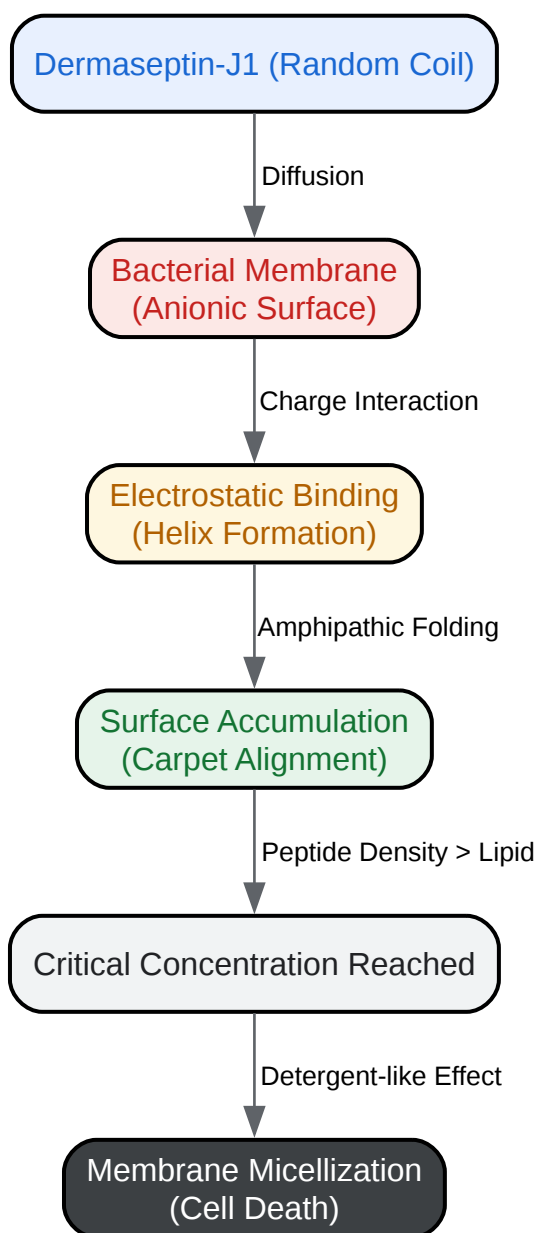 Dermaseptin-J1 (Random Coil)
Diffusion
Bacterial Membrane
(Anionic Surface)
Charge Interaction
Electrostatic Binding
(Helix Formation)
Amphipathic Folding
Surface Accumulation
(Carpet Alignment)
Peptide Density > Lipid
Critical Concentration Reached
Detergent-like Effect
Membrane Micellization
(Cell Death)